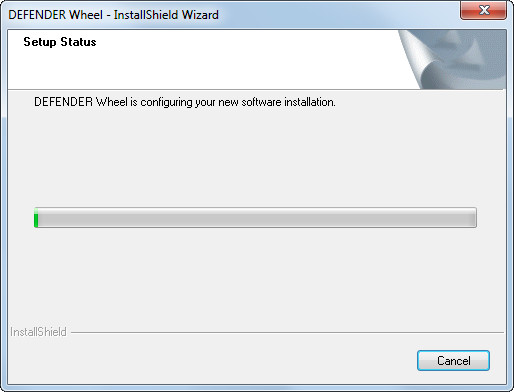 DEFENDER Wheel - InstallShield Wizard
Setup Status
DEFENDER Wheel is configuring your new software installation.
InstallShield
Cancel